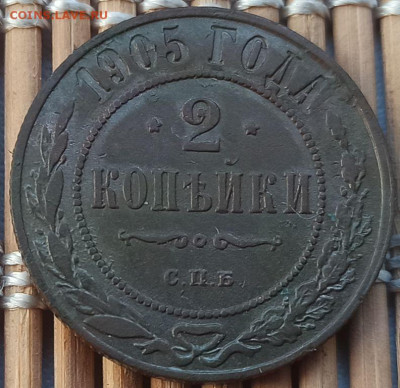 COINS.LAVE.RU
1905 ГОДА
2
КОПѢЙКИ
С.П.Б.